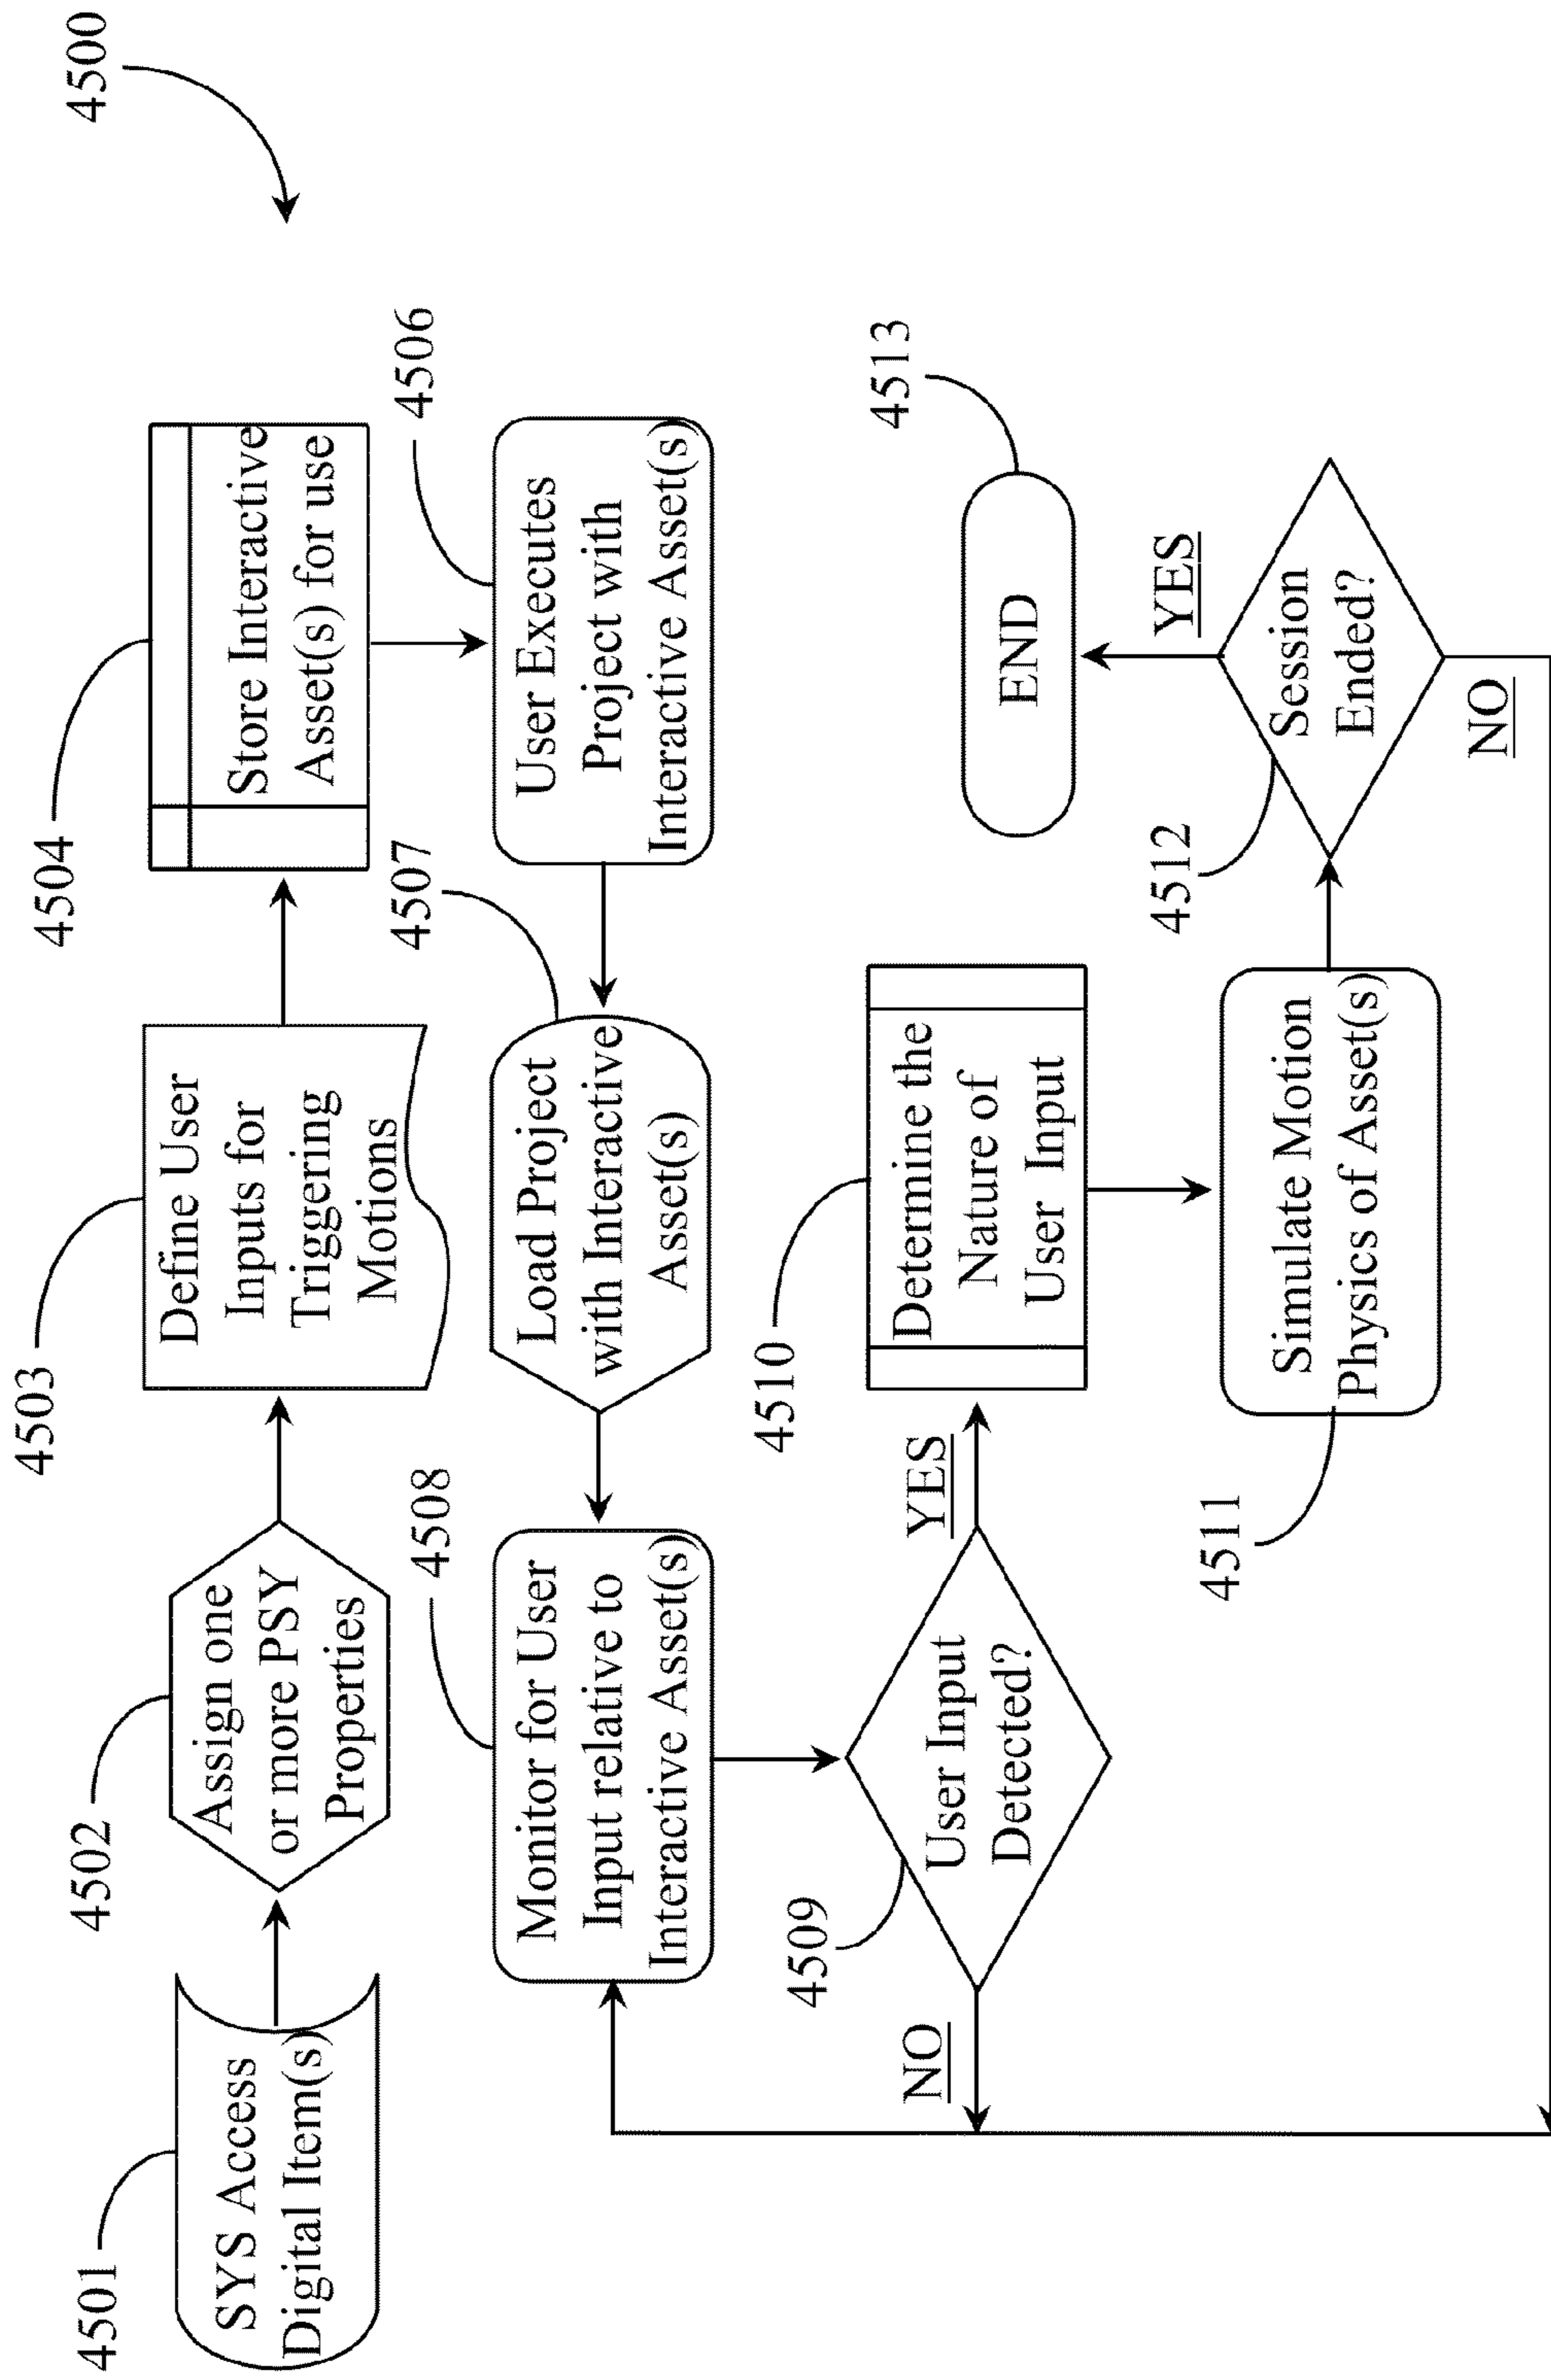 4500
4501
SYS Access
Digital Item(s)
4502
Assign one
or more PSY
Properties
4503
Define User
Inputs for
Triggering
Motions
4504
Store Interactive
Asset(s) for use
4506
User Executes
Project with
Interactive Asset(s)
4507
Load Project
with Interactive
Asset(s)
4508
Monitor for User
Input relative to
Interactive Asset(s)
4509
User Input
Detected?
NO
YES
4510
Determine the
Nature of
User Input
4511
Simulate Motion
Physics of Asset(s)
4512
Session
Ended?
YES
NO
4513
END